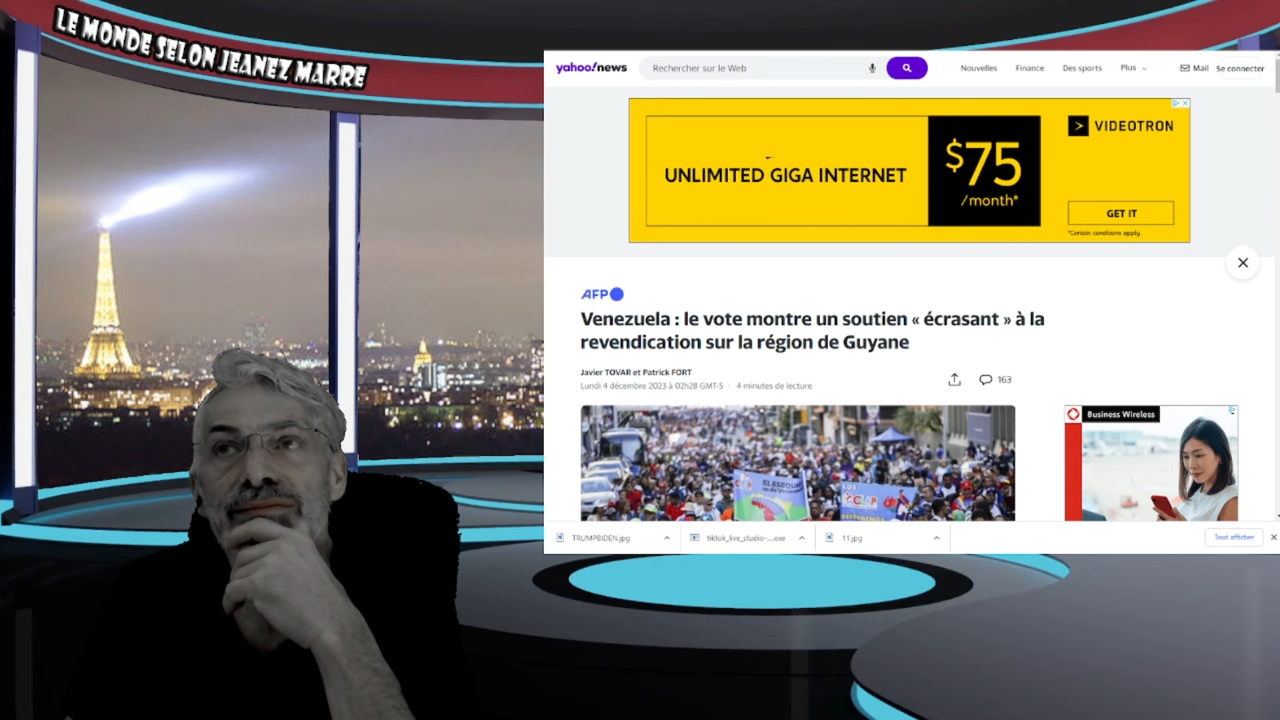 LE MONDE SELON JEANEZ MARRE
yahoo!news
Rechercher sur le Web
Nouvelles
Finance
Des sports
Plus
Mail
Se connecter
UNLIMITED GIGA INTERNET
$75
/month*
VIDEOTRON
GET IT
*Certain conditions apply.
AFP
Venezuela : le vote montre un soutien « écrasant » à la
revendication sur la région de Guyane
Javier TOVAR et Patrick FORT
Lundi 4 décembre 2023 à 02h28 GMT-5 · 4 minutes de lecture
163
Business Wireless
EL ESEQUIBO
TRUMPBIDEN.jpg
tiktok_live_studio-....exe
11.jpg
Tout afficher